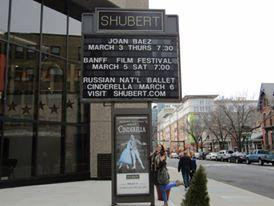 SHUBERT
JOAN BAEZ
MARCH 3 THURS 7:30
BANFF FILM FESTIVAL
MARCH 5 SAT 7:00
RUSSIAN NAT'L BALLET
CINDERELLA MARCH 6
VISIT SHUBERT.COM
CINDERELLA